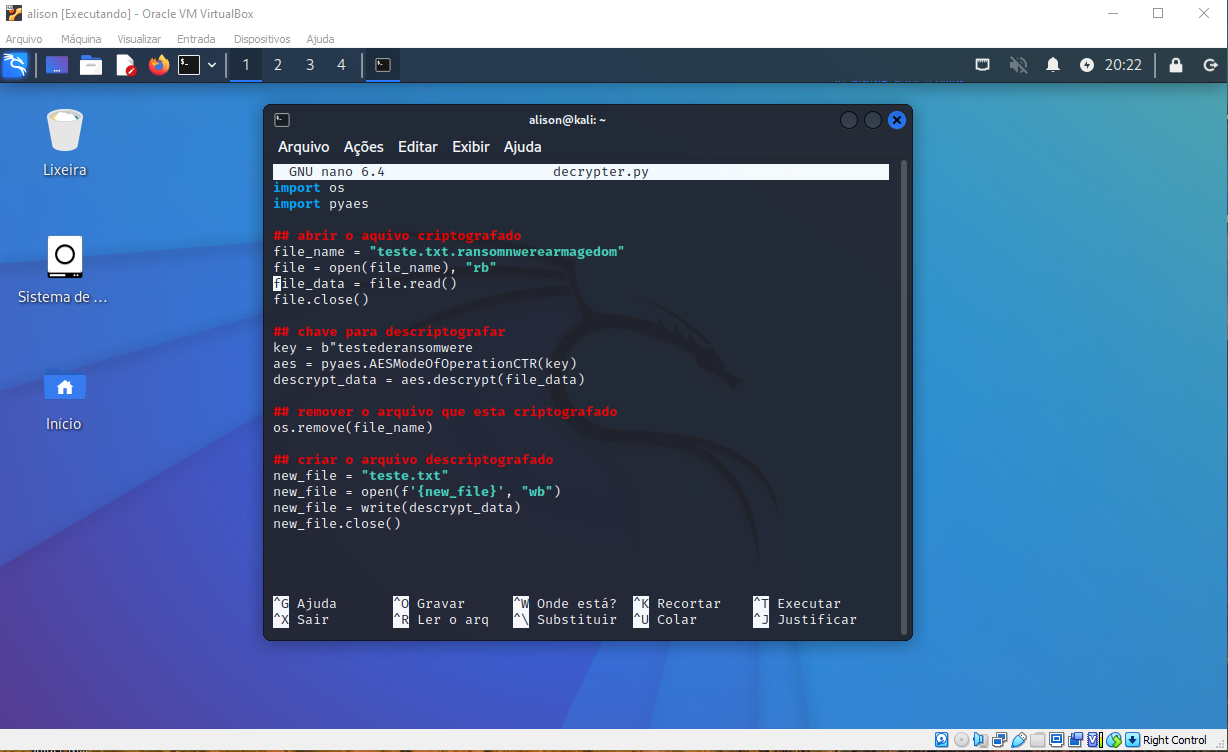 alison [Executando] - Oracle VM VirtualBox
Arquivo Máquina Visualizar Entrada Dispositivos Ajuda
1 2 3 4 20:22
Lixeira
Sistema de ...
Início
alison@kali: ~
Arquivo Ações Editar Exibir Ajuda
GNU nano 6.4 decrypter.py
import os
import pyaes
## abrir o aquivo criptografado
file_name = "teste.txt.ransomnwerearmagedom"
file = open(file_name), "rb"
file_data = file.read()
file.close()
## chave para descriptografar
key = b"testederansomwere
aes = pyaes.AESModeOfOperationCTR(key)
descrypt_data = aes.descrypt(file_data)
## remover o arquivo que esta criptografado
os.remove(file_name)
## criar o arquivo descriptografado
new_file = "teste.txt"
new_file = open(f'{new_file}', "wb")
new_file = write(descrypt_data)
new_file.close()
^G Ajuda ^O Gravar ^W Onde está? ^K Recortar ^T Executar
^X Sair ^R Ler o arq ^\ Substituir ^U Colar ^J Justificar
Right Control